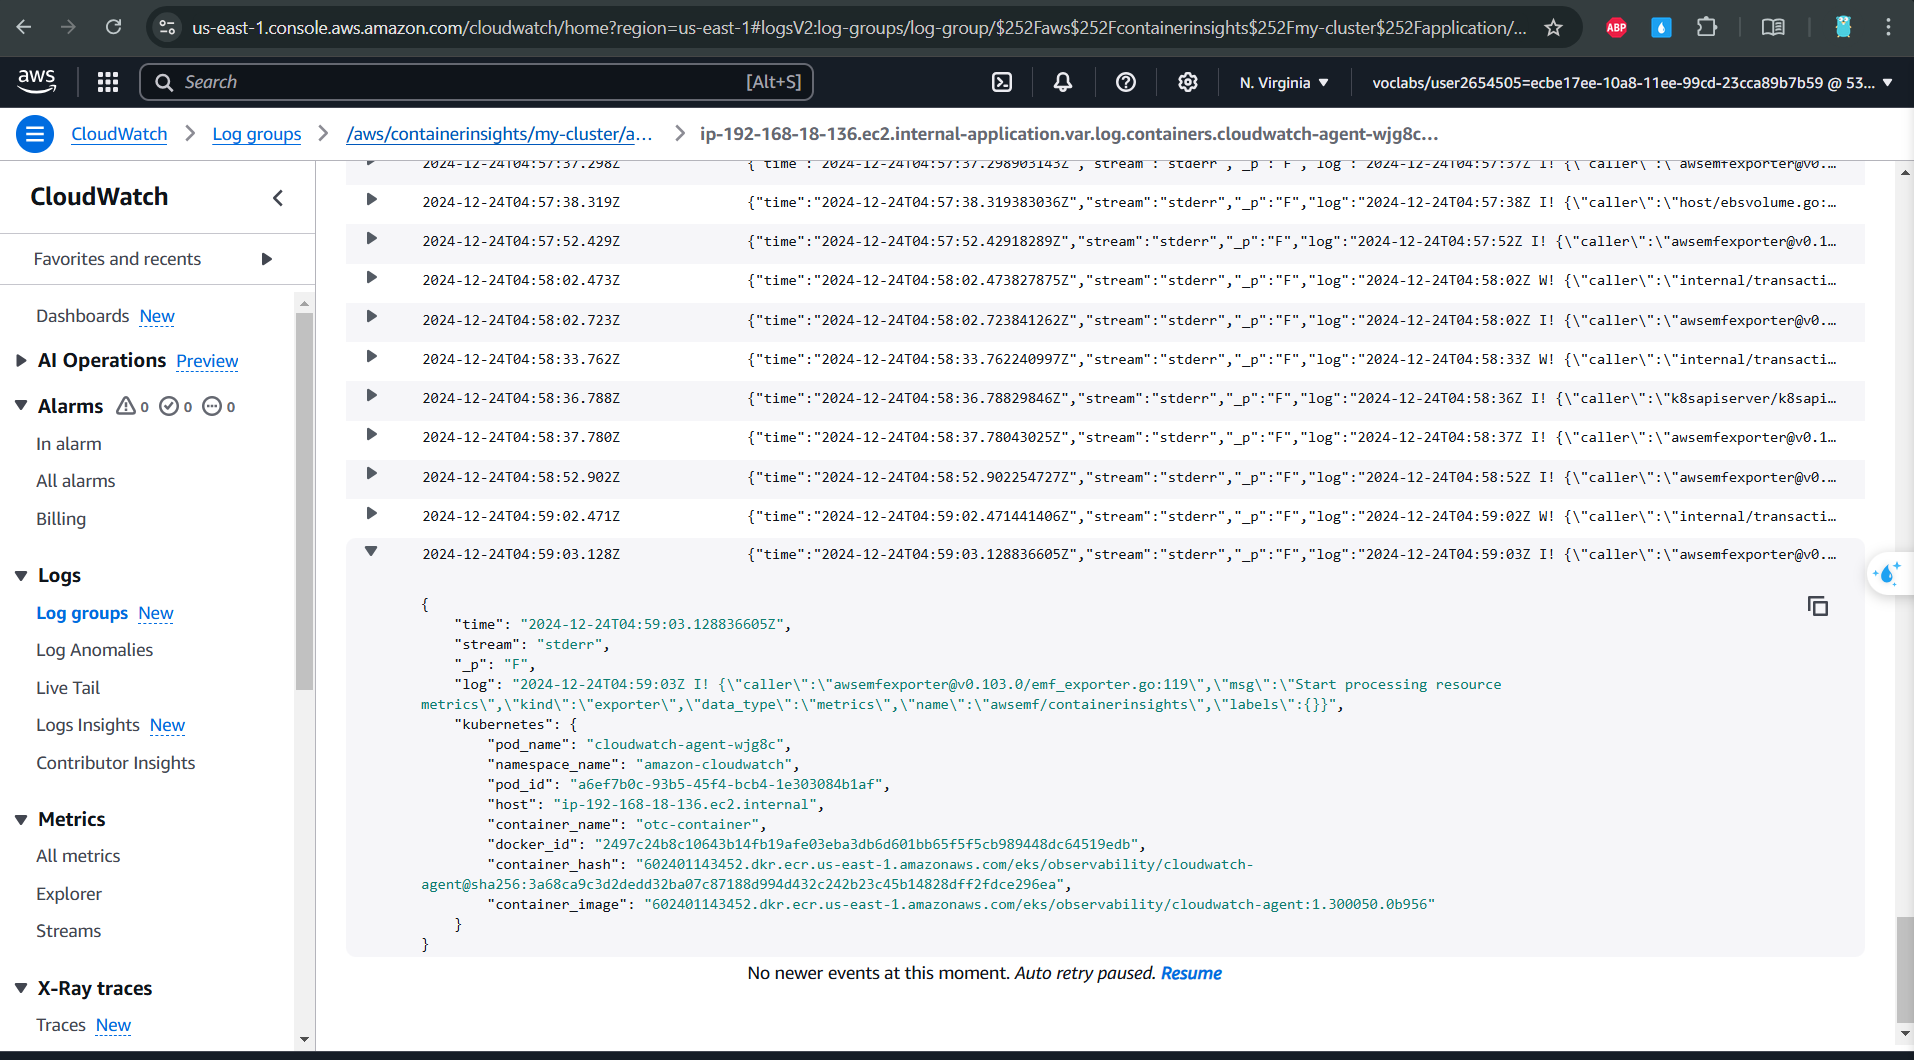 us-east-1.console.aws.amazon.com/cloudwatch/home?region=us-east-1#logsV2:log-groups/log-group/$252Faws$252Fcontainerinsights$252Fmy-cluster$252Fapplication/...
ABP
aws
Search [Alt+S]
N. Virginia
voclabs/user2654505=ecbe17ee-10a8-11ee-99cd-23cca89b7b59 @ 53...
CloudWatch
Log groups
/aws/containerinsights/my-cluster/a...
ip-192-168-18-136.ec2.internal-application.var.log.containers.cloudwatch-agent-wjg8c...
CloudWatch
Favorites and recents
Dashboards New
AI Operations Preview
Alarms 0 0 0
In alarm
All alarms
Billing
Logs
Log groups New
Log Anomalies
Live Tail
Logs Insights New
Contributor Insights
Metrics
All metrics
Explorer
Streams
X-Ray traces
Traces New
2024-12-24T04:57:37.298Z {"time":"2024-12-24T04:57:37.298903143Z","stream":"stderr","_p":"F","log":"2024-12-24T04:57:37Z I! {\"caller\":\"awsemfexporter@v0.…
2024-12-24T04:57:38.319Z {"time":"2024-12-24T04:57:38.319383036Z","stream":"stderr","_p":"F","log":"2024-12-24T04:57:38Z I! {\"caller\":\"host/ebsvolume.go:…
2024-12-24T04:57:52.429Z {"time":"2024-12-24T04:57:52.42918289Z","stream":"stderr","_p":"F","log":"2024-12-24T04:57:52Z I! {\"caller\":\"awsemfexporter@v0.1…
2024-12-24T04:58:02.473Z {"time":"2024-12-24T04:58:02.473827875Z","stream":"stderr","_p":"F","log":"2024-12-24T04:58:02Z W! {\"caller\":\"internal/transacti…
2024-12-24T04:58:02.723Z {"time":"2024-12-24T04:58:02.723841262Z","stream":"stderr","_p":"F","log":"2024-12-24T04:58:02Z I! {\"caller\":\"awsemfexporter@v0.…
2024-12-24T04:58:33.762Z {"time":"2024-12-24T04:58:33.762240997Z","stream":"stderr","_p":"F","log":"2024-12-24T04:58:33Z W! {\"caller\":\"internal/transacti…
2024-12-24T04:58:36.788Z {"time":"2024-12-24T04:58:36.78829846Z","stream":"stderr","_p":"F","log":"2024-12-24T04:58:36Z I! {\"caller\":\"k8sapiserver/k8sapi…
2024-12-24T04:58:37.780Z {"time":"2024-12-24T04:58:37.78043025Z","stream":"stderr","_p":"F","log":"2024-12-24T04:58:37Z I! {\"caller\":\"awsemfexporter@v0.1…
2024-12-24T04:58:52.902Z {"time":"2024-12-24T04:58:52.902254727Z","stream":"stderr","_p":"F","log":"2024-12-24T04:58:52Z I! {\"caller\":\"awsemfexporter@v0.…
2024-12-24T04:59:02.471Z {"time":"2024-12-24T04:59:02.471441406Z","stream":"stderr","_p":"F","log":"2024-12-24T04:59:02Z W! {\"caller\":\"internal/transacti…
2024-12-24T04:59:03.128Z {"time":"2024-12-24T04:59:03.128836605Z","stream":"stderr","_p":"F","log":"2024-12-24T04:59:03Z I! {\"caller\":\"awsemfexporter@v0.…
{
"time": "2024-12-24T04:59:03.128836605Z",
"stream": "stderr",
"_p": "F",
"log": "2024-12-24T04:59:03Z I! {\"caller\":\"awsemfexporter@v0.103.0/emf_exporter.go:119\",\"msg\":\"Start processing resource
metrics\",\"kind\":\"exporter\",\"data_type\":\"metrics\",\"name\":\"awsemf/containerinsights\",\"labels\":{}}",
"kubernetes": {
"pod_name": "cloudwatch-agent-wjg8c",
"namespace_name": "amazon-cloudwatch",
"pod_id": "a6ef7b0c-93b5-45f4-bcb4-1e303084b1af",
"host": "ip-192-168-18-136.ec2.internal",
"container_name": "otc-container",
"docker_id": "2497c24b8c10643b14fb19afe03eba3db6d601bb65f5f5cb989448dc64519edb",
"container_hash": "602401143452.dkr.ecr.us-east-1.amazonaws.com/eks/observability/cloudwatch-
agent@sha256:3a68ca9c3d2dedd32ba07c87188d994d432c242b23c45b14828dff2fdce296ea",
"container_image": "602401143452.dkr.ecr.us-east-1.amazonaws.com/eks/observability/cloudwatch-agent:1.300050.0b956"
}
}
No newer events at this moment. Auto retry paused. Resume